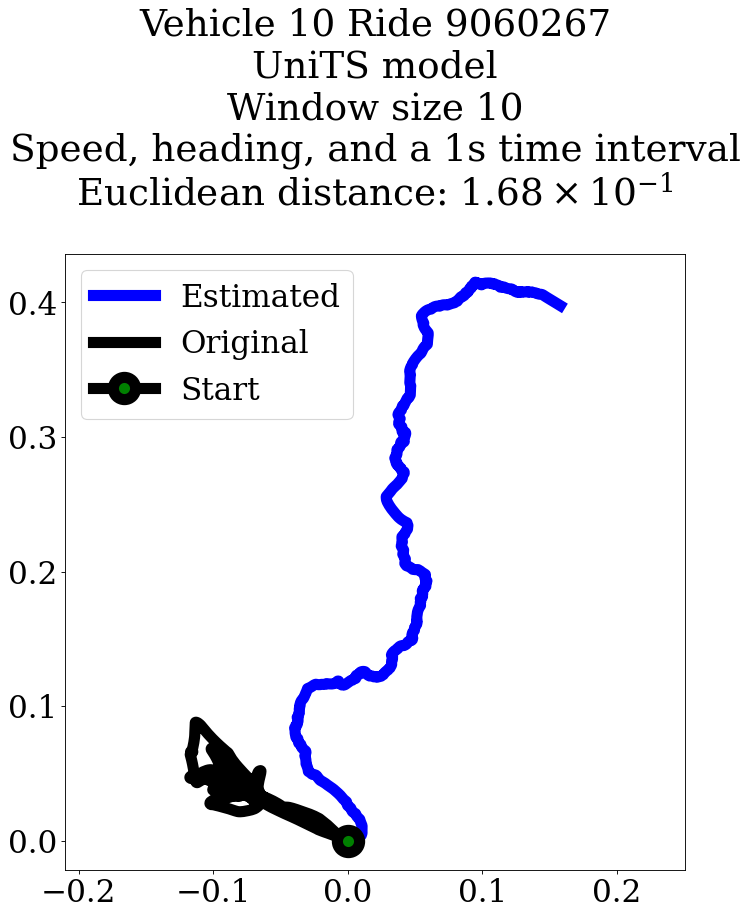 Vehicle 10 Ride 9060267
UniTS model
Window size 10
Speed, heading, and a 1s time interval
Euclidean distance: 1.68 × 10⁻¹
Estimated
Original
Start
0.4
0.3
0.2
0.1
0.0
−0.2
−0.1
0.0
0.1
0.2